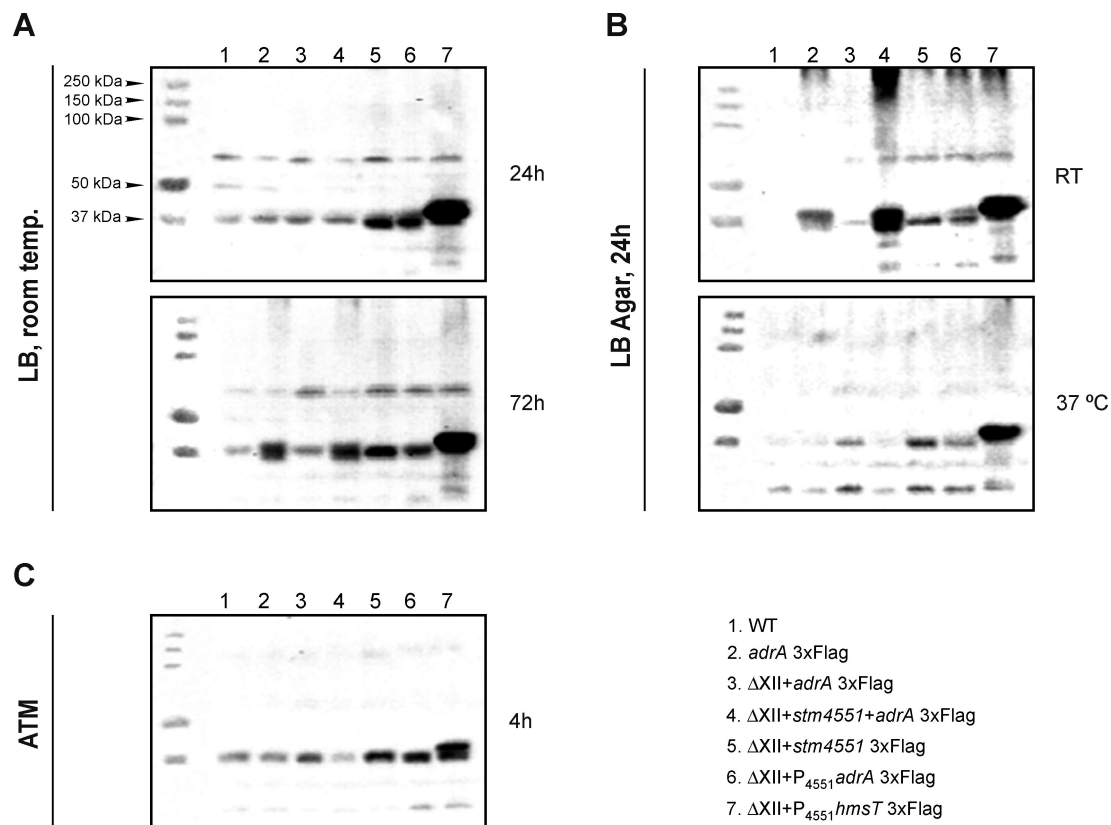 A
1 2 3 4 5 6 7
250 kDa
150 kDa
100 kDa
50 kDa
37 kDa
24h
72h
LB, room temp.
B
1 2 3 4 5 6 7
RT
37 ºC
LB Agar, 24h
C
1 2 3 4 5 6 7
4h
ATM
1. WT
2. adrA 3xFlag
3. ΔXII+adrA 3xFlag
4. ΔXII+stm4551+adrA 3xFlag
5. ΔXII+stm4551 3xFlag
6. ΔXII+P4551adrA 3xFlag
7. ΔXII+P4551hmsT 3xFlag